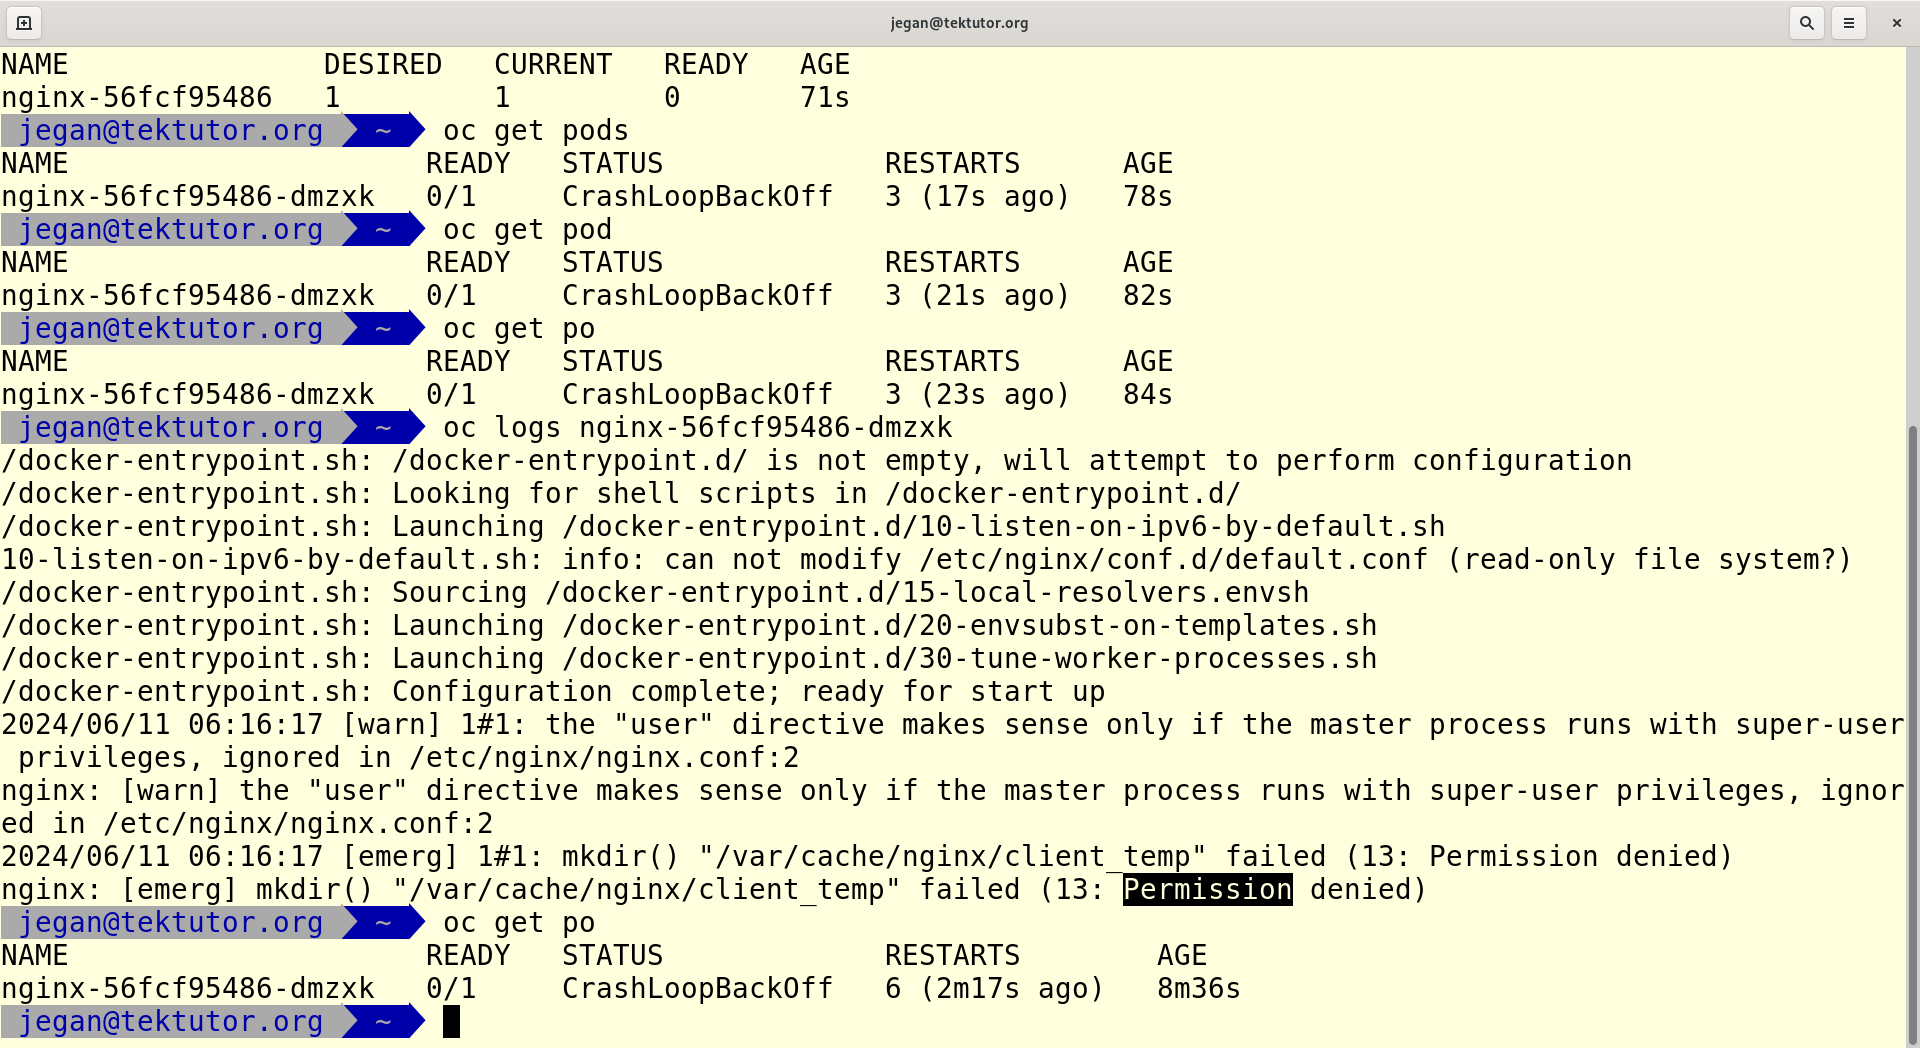 jegan@tektutor.org
NAME               DESIRED   CURRENT   READY   AGE
nginx-56fcf95486   1         1         0       71s
jegan@tektutor.org ~ oc get pods
NAME                     READY   STATUS             RESTARTS      AGE
nginx-56fcf95486-dmzxk   0/1     CrashLoopBackOff   3 (17s ago)   78s
jegan@tektutor.org ~ oc get pod
NAME                     READY   STATUS             RESTARTS      AGE
nginx-56fcf95486-dmzxk   0/1     CrashLoopBackOff   3 (21s ago)   82s
jegan@tektutor.org ~ oc get po
NAME                     READY   STATUS             RESTARTS      AGE
nginx-56fcf95486-dmzxk   0/1     CrashLoopBackOff   3 (23s ago)   84s
jegan@tektutor.org ~ oc logs nginx-56fcf95486-dmzxk
/docker-entrypoint.sh: /docker-entrypoint.d/ is not empty, will attempt to perform configuration
/docker-entrypoint.sh: Looking for shell scripts in /docker-entrypoint.d/
/docker-entrypoint.sh: Launching /docker-entrypoint.d/10-listen-on-ipv6-by-default.sh
10-listen-on-ipv6-by-default.sh: info: can not modify /etc/nginx/conf.d/default.conf (read-only file system?)
/docker-entrypoint.sh: Sourcing /docker-entrypoint.d/15-local-resolvers.envsh
/docker-entrypoint.sh: Launching /docker-entrypoint.d/20-envsubst-on-templates.sh
/docker-entrypoint.sh: Launching /docker-entrypoint.d/30-tune-worker-processes.sh
/docker-entrypoint.sh: Configuration complete; ready for start up
2024/06/11 06:16:17 [warn] 1#1: the "user" directive makes sense only if the master process runs with super-user
 privileges, ignored in /etc/nginx/nginx.conf:2
nginx: [warn] the "user" directive makes sense only if the master process runs with super-user privileges, ignor
ed in /etc/nginx/nginx.conf:2
2024/06/11 06:16:17 [emerg] 1#1: mkdir() "/var/cache/nginx/client_temp" failed (13: Permission denied)
nginx: [emerg] mkdir() "/var/cache/nginx/client_temp" failed (13: Permission denied)
jegan@tektutor.org ~ oc get po
NAME                     READY   STATUS             RESTARTS        AGE
nginx-56fcf95486-dmzxk   0/1     CrashLoopBackOff   6 (2m17s ago)   8m36s
jegan@tektutor.org ~